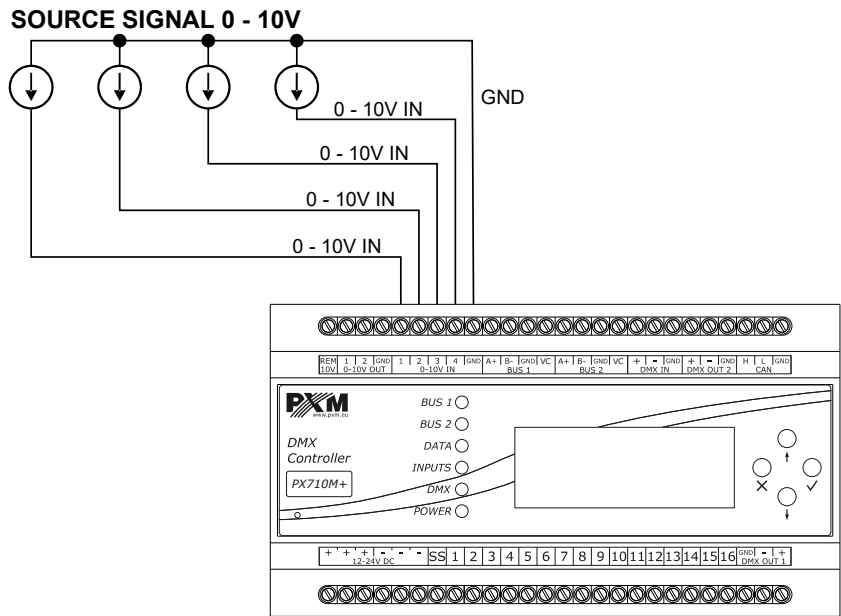 SOURCE SIGNAL 0 - 10V
GND
0 - 10V IN
0 - 10V IN
0 - 10V IN
0 - 10V IN
REM 1 2 GND 1 2 3 4 GND A+ B- GND VC A+ B- GND VC + - GND + - GND H L GND
10V 0-10V OUT 0-10V IN BUS 1 BUS 2 DMX IN DMX OUT 2 CAN
PXM
www.pxm.eu
DMX
Controller
PX710M+
BUS 1
BUS 2
DATA
INPUTS
DMX
POWER
+ + + - - - SS 1 2 3 4 5 6 7 8 9 10 11 12 13 14 15 16 GND - +
12-24V DC DMX OUT 1